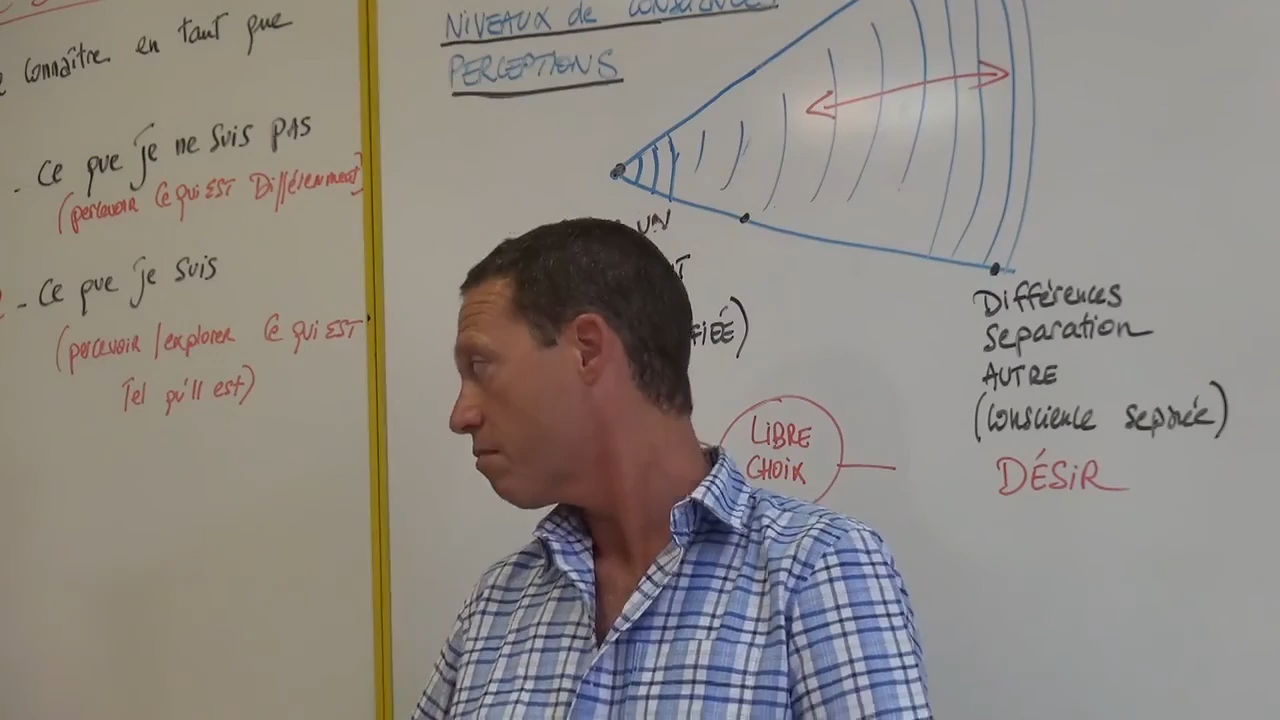 connaître en tant que
- Ce que je ne suis PAS
(percevoir Ce qui EST Différemment)
- Ce que je suis
(percevoir / explorer Ce qui EST
Tel qu'il est)
NIVEAUX de CONSCIENCE /
PERCEPTIONS
UN
Différences
separation
AUTRE
(conscience separée)
DÉSIR
LIBRE
CHOIX